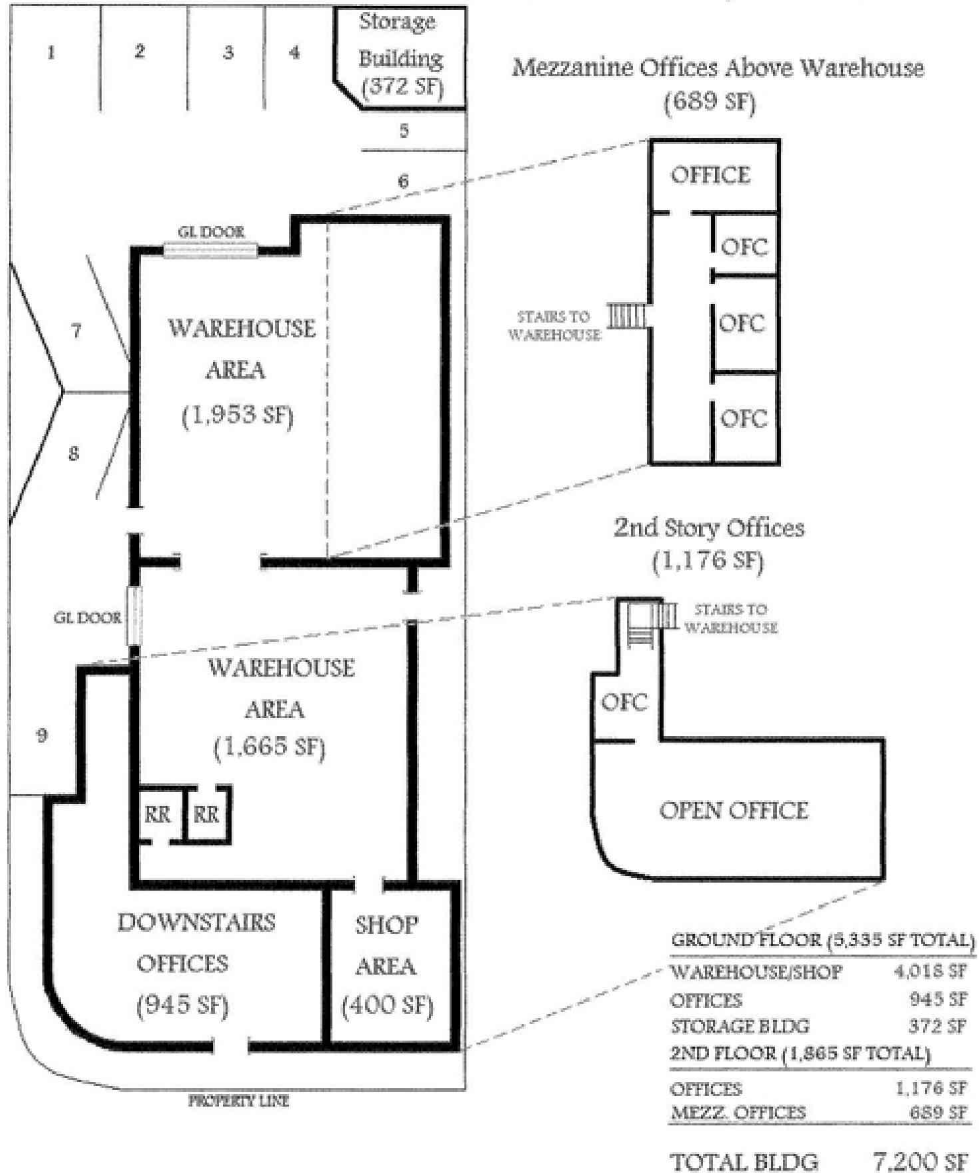 1
2
3
4
Storage
Building
(372 SF)
5
6
GL DOOR
WAREHOUSE
AREA
(1,953 SF)
7
8
GL DOOR
WAREHOUSE
AREA
(1,665 SF)
9
RR
RR
DOWNSTAIRS
OFFICES
(945 SF)
SHOP
AREA
(400 SF)
PROPERTY LINE
Mezzanine Offices Above Warehouse
(689 SF)
OFFICE
OFC
OFC
OFC
STAIRS TO
WAREHOUSE
2nd Story Offices
(1,176 SF)
STAIRS TO
WAREHOUSE
OFC
OPEN OFFICE
GROUND FLOOR (5,335 SF TOTAL)
WAREHOUSE/SHOP 4,018 SF
OFFICES 945 SF
STORAGE BLDG 372 SF
2ND FLOOR (1,865 SF TOTAL)
OFFICES 1,176 SF
MEZZ. OFFICES 689 SF
TOTAL BLDG 7,200 SF